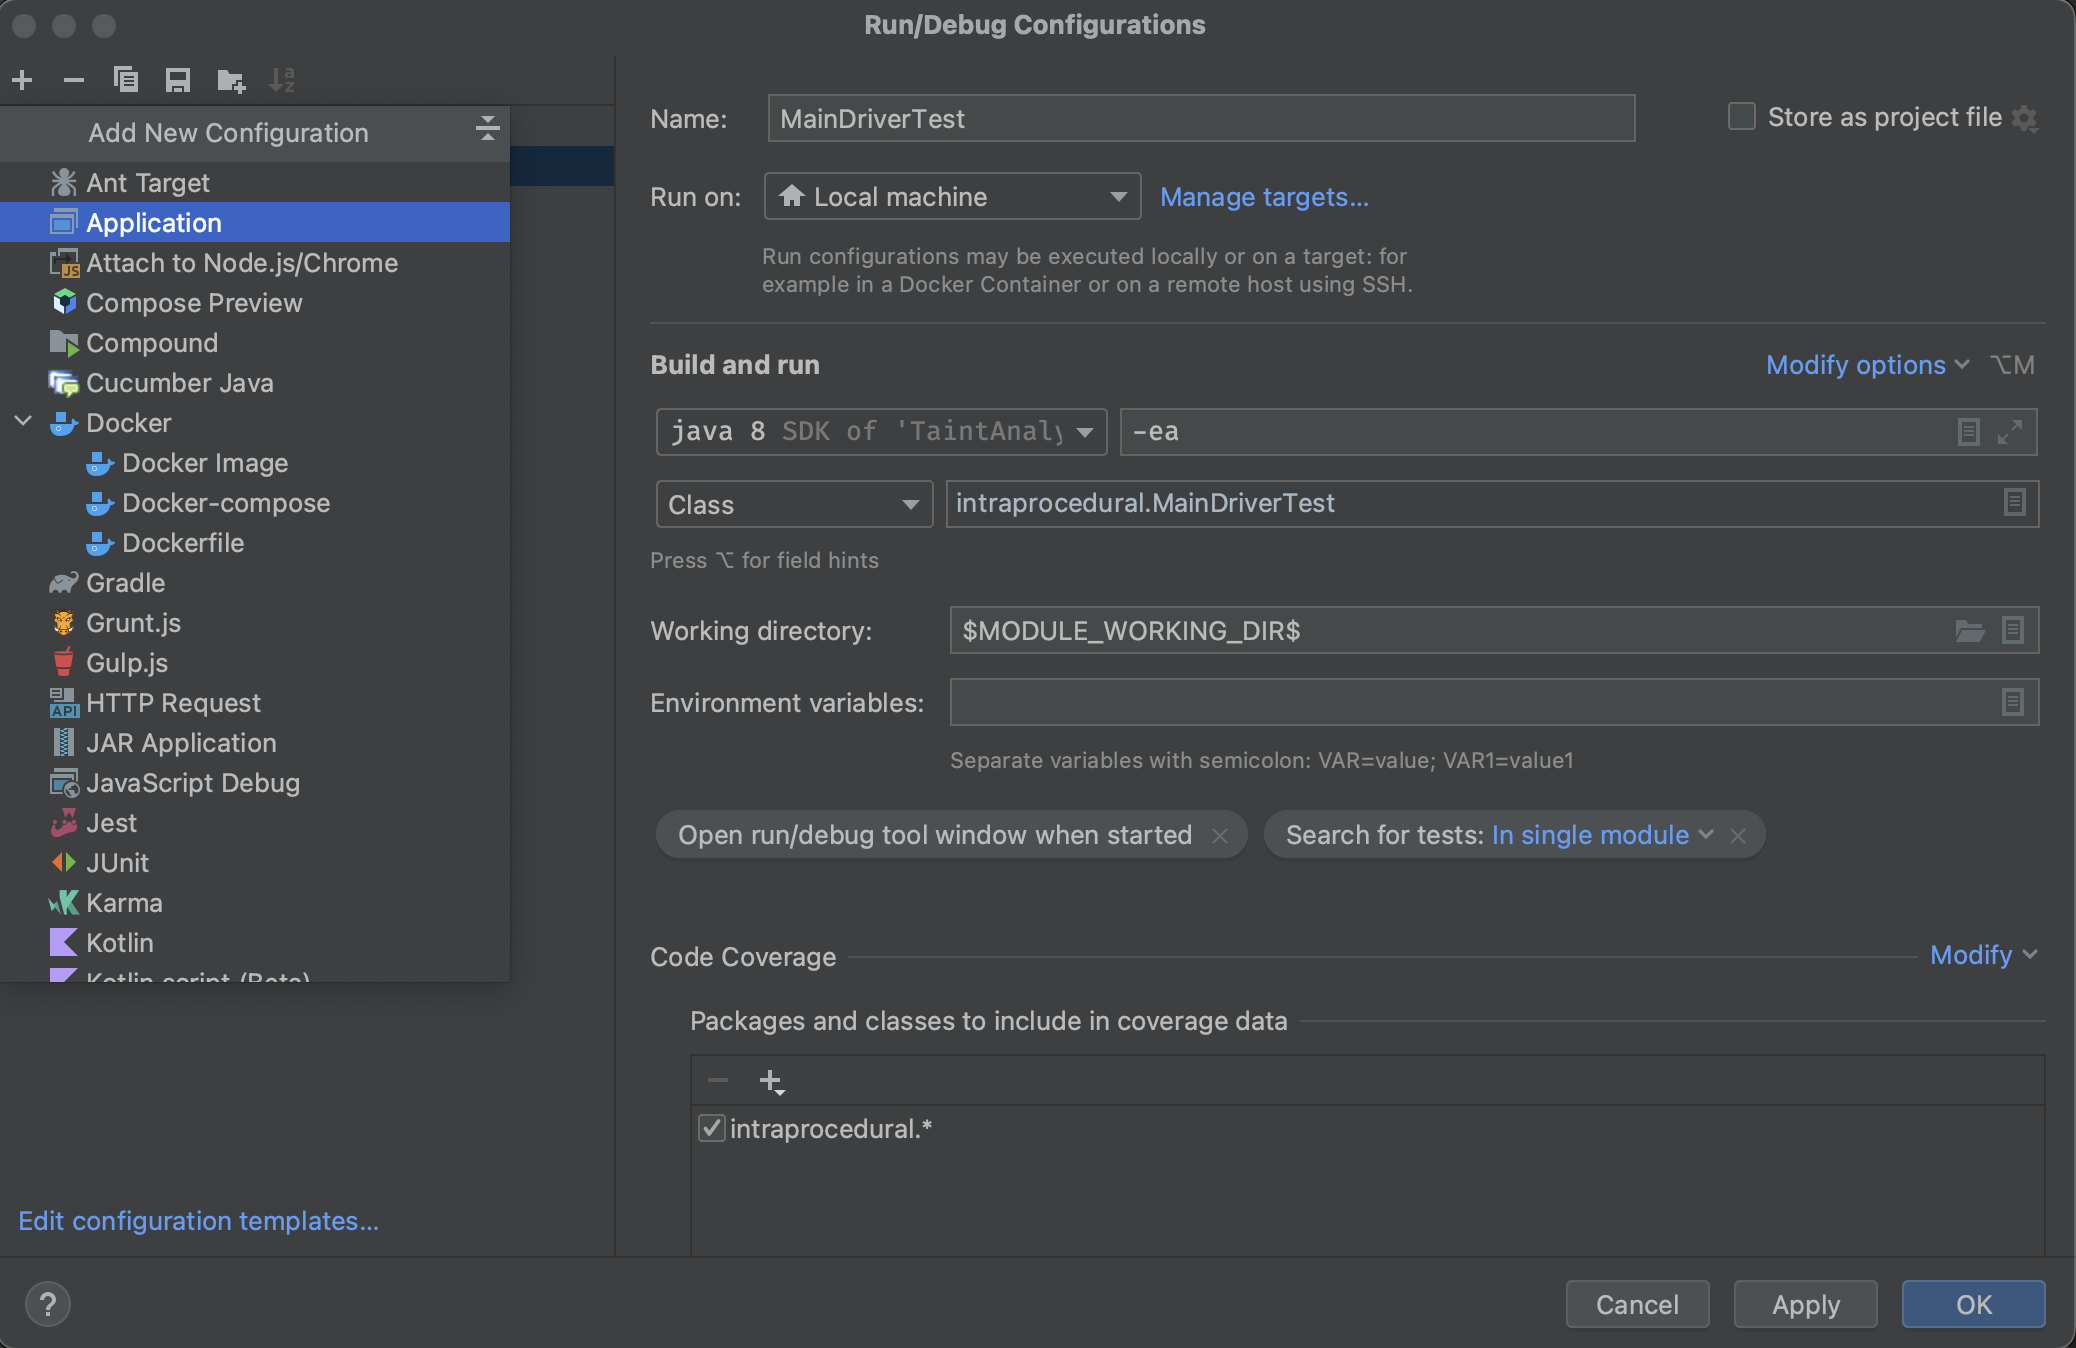 Run/Debug Configurations
Add New Configuration
Ant Target
Application
Attach to Node.js/Chrome
Compose Preview
Compound
Cucumber Java
Docker
Docker Image
Docker-compose
Dockerfile
Gradle
Grunt.js
Gulp.js
HTTP Request
JAR Application
JavaScript Debug
Jest
JUnit
Karma
Kotlin
Kotlin script (Beta)
Edit configuration templates...
Name: MainDriverTest Store as project file
Run on: Local machine Manage targets...
Run configurations may be executed locally or on a target: for
example in a Docker Container or on a remote host using SSH.
Build and run Modify options ⌥M
java 8 SDK of 'TaintAnaly -ea
Class intraprocedural.MainDriverTest
Press ⌥ for field hints
Working directory: $MODULE_WORKING_DIR$
Environment variables:
Separate variables with semicolon: VAR=value; VAR1=value1
Open run/debug tool window when started × Search for tests: In single module ×
Code Coverage Modify
Packages and classes to include in coverage data
intraprocedural.*
? Cancel Apply OK